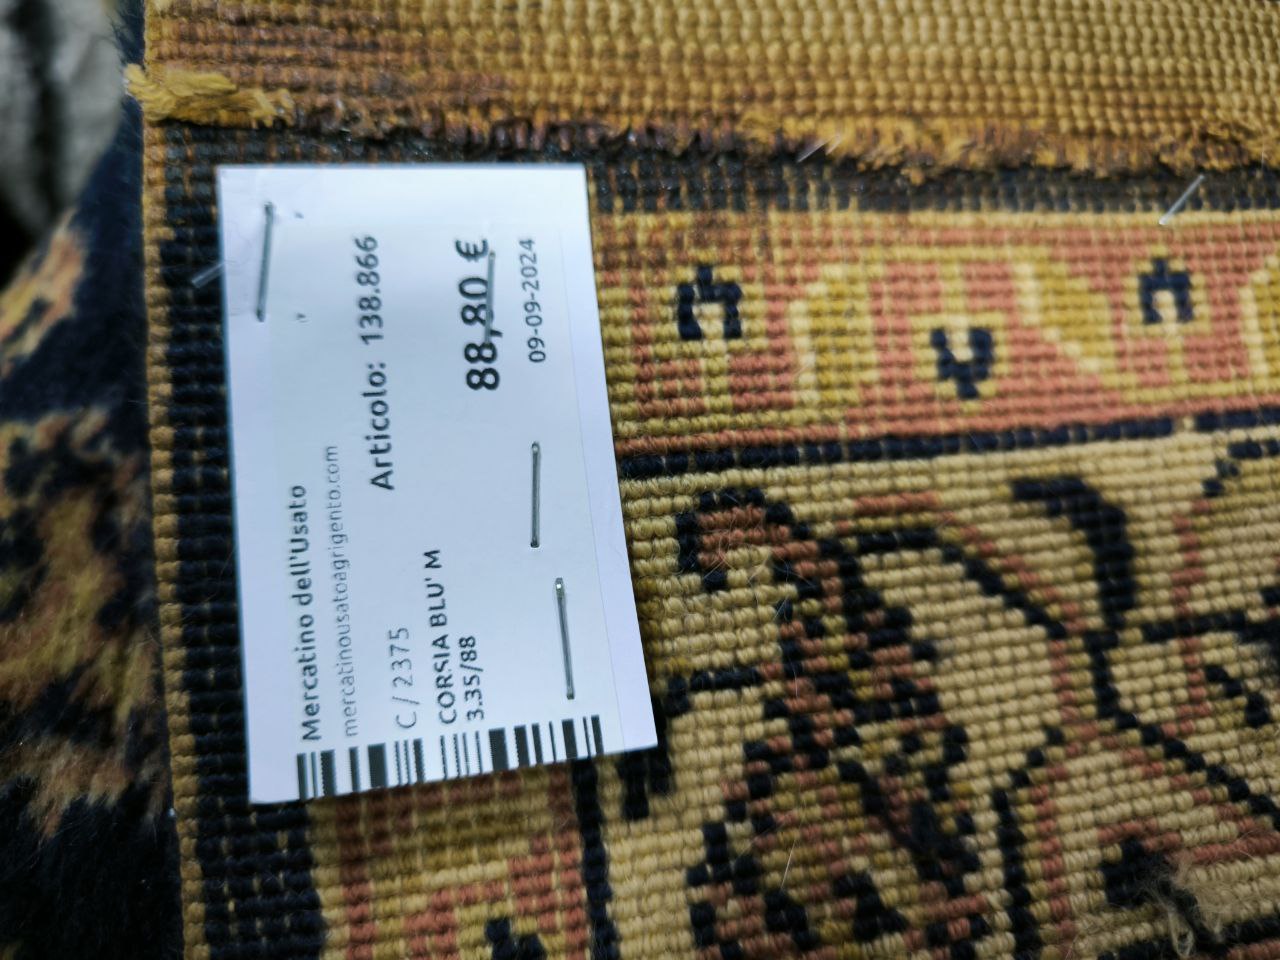 Mercatino dell'Usato
mercatinousatoagrigento.com
Articolo: 138.866
C / 2375
CORSIA BLU' M
3.35/88
88,80 €
09-09-2024